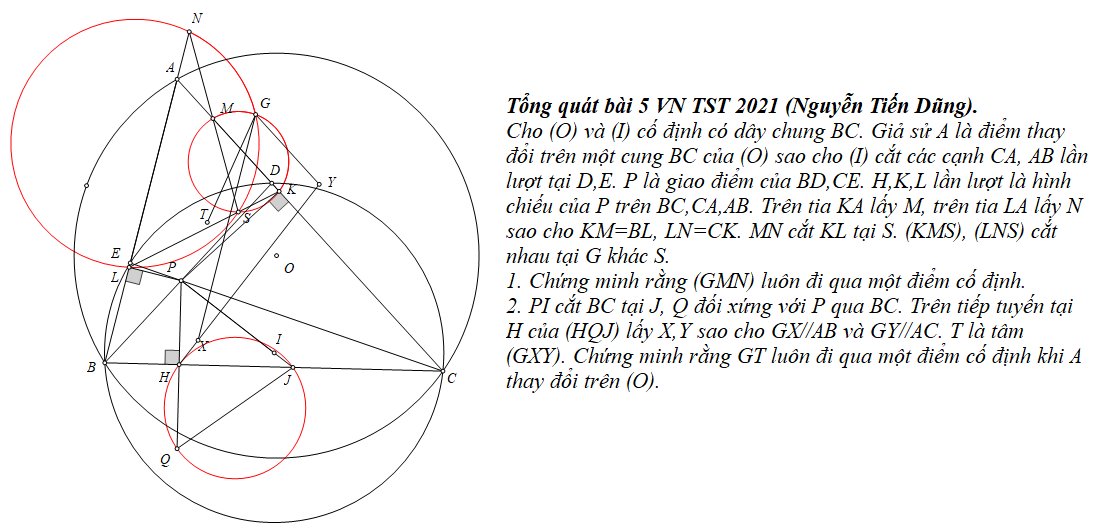 N
A
M
G
D
Y
K
T
S
E
L
P
O
X
I
B
H
J
C
Q
Tổng quát bài 5 VN TST 2021 (Nguyễn Tiến Dũng).
Cho (O) và (I) cố định có dây chung BC. Giả sử A là điểm thay
đổi trên một cung BC của (O) sao cho (I) cắt các cạnh CA, AB lần
lượt tại D,E. P là giao điểm của BD,CE. H,K,L lần lượt là hình
chiếu của P trên BC,CA,AB. Trên tia KA lấy M, trên tia LA lấy N
sao cho KM=BL, LN=CK. MN cắt KL tại S. (KMS), (LNS) cắt
nhau tại G khác S.
1. Chứng minh rằng (GMN) luôn đi qua một điểm cố định.
2. PI cắt BC tại J, Q đối xứng với P qua BC. Trên tiếp tuyến tại
H của (HQJ) lấy X,Y sao cho GX//AB và GY//AC. T là tâm
(GXY). Chứng minh rằng GT luôn đi qua một điểm cố định khi A
thay đổi trên (O).